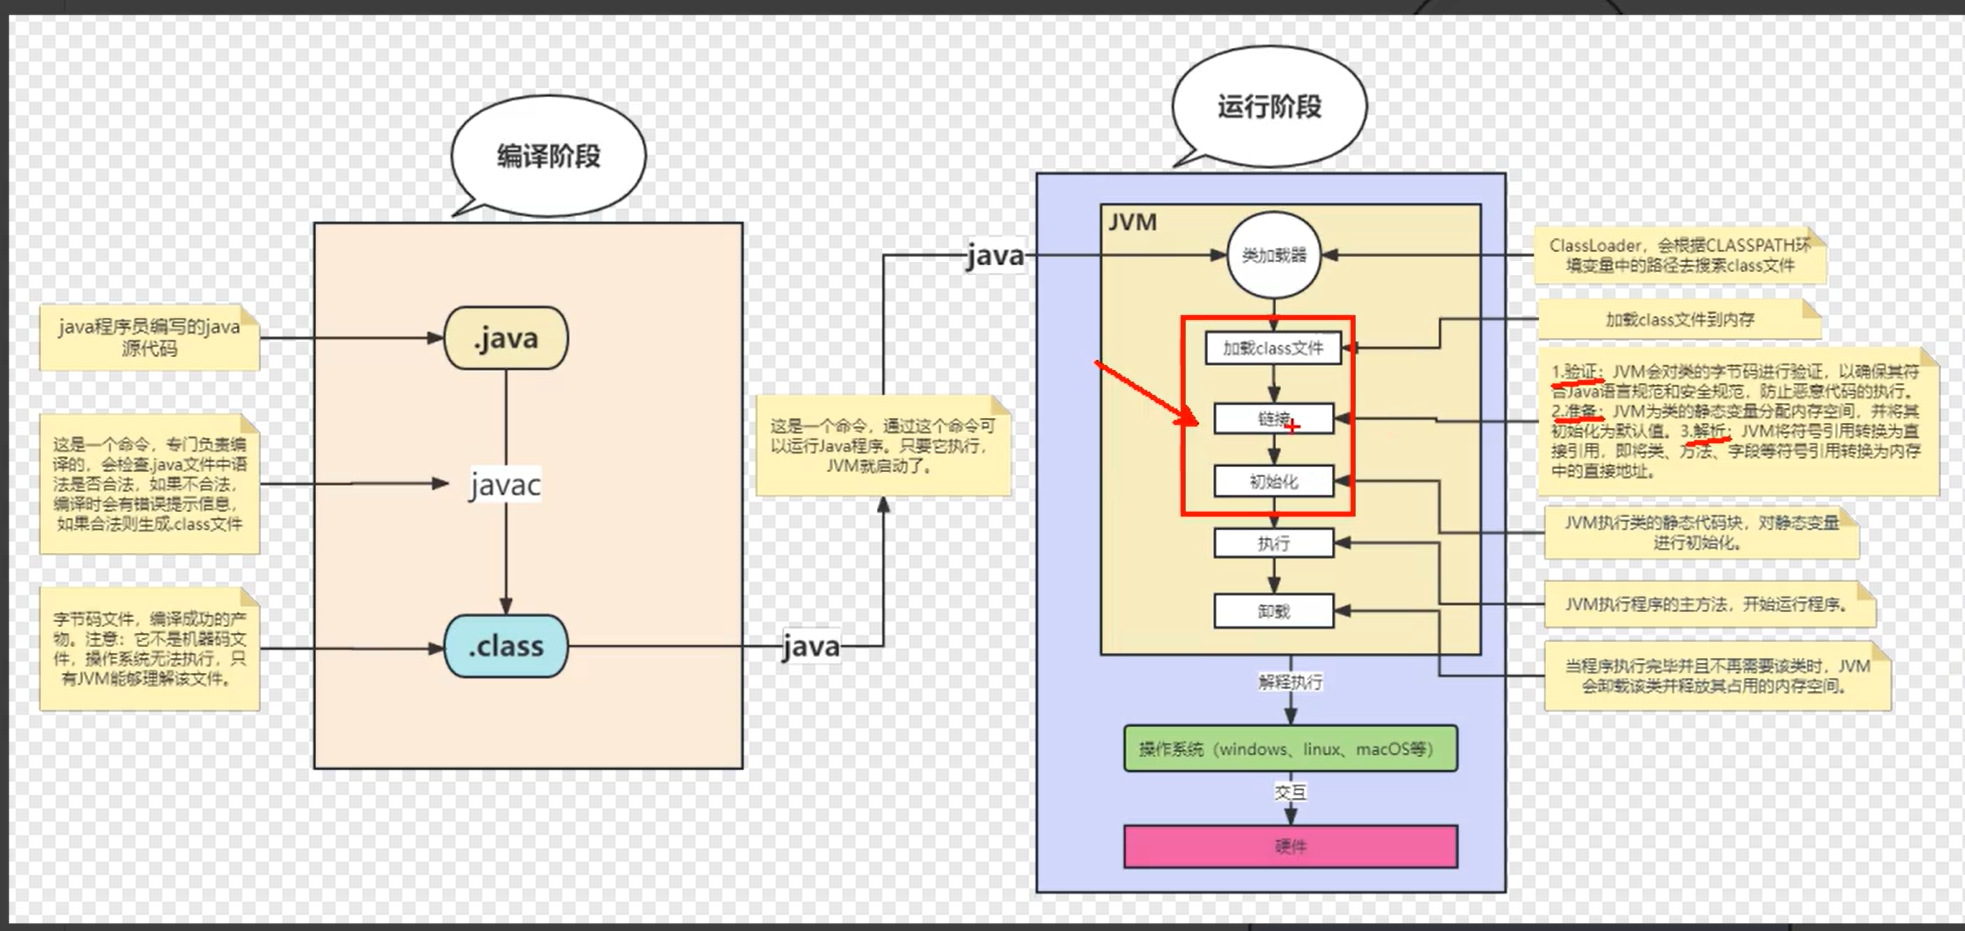 编译阶段
java程序员编写的java
源代码
.java
这是一个命令，专门负责编
译的，会检查.java文件中语
法是否合法，如果不合法，
编译时会有错误提示信息，
如果合法则生成.class文件
javac
字节码文件，编译成功的产
物。注意：它不是机器码文
件，操作系统无法执行，只
有JVM能够理解该文件。
.class
java
这是一个命令，通过这个命令可
以运行Java程序。只要它执行，
JVM就启动了。
java
运行阶段
JVM
类加载器
ClassLoader，会根据CLASSPATH环
境变量中的路径去搜索class文件
加载class文件
加载class文件到内存
链接
1.验证：JVM会对类的字节码进行验证，以确保其符
合Java语言规范和安全规范，防止恶意代码的执行。
2.准备：JVM为类的静态变量分配内存空间，并将其
初始化为默认值。3.解析：JVM将符号引用转换为直
接引用，即将类、方法、字段等符号引用转换为内存
中的直接地址。
初始化
JVM执行类的静态代码块，对静态变量
进行初始化。
执行
JVM执行程序的主方法，开始运行程序。
卸载
当程序执行完毕并且不再需要该类时，JVM
会卸载该类并释放其占用的内存空间。
解释执行
操作系统（windows、linux、macOS等）
交互
硬件